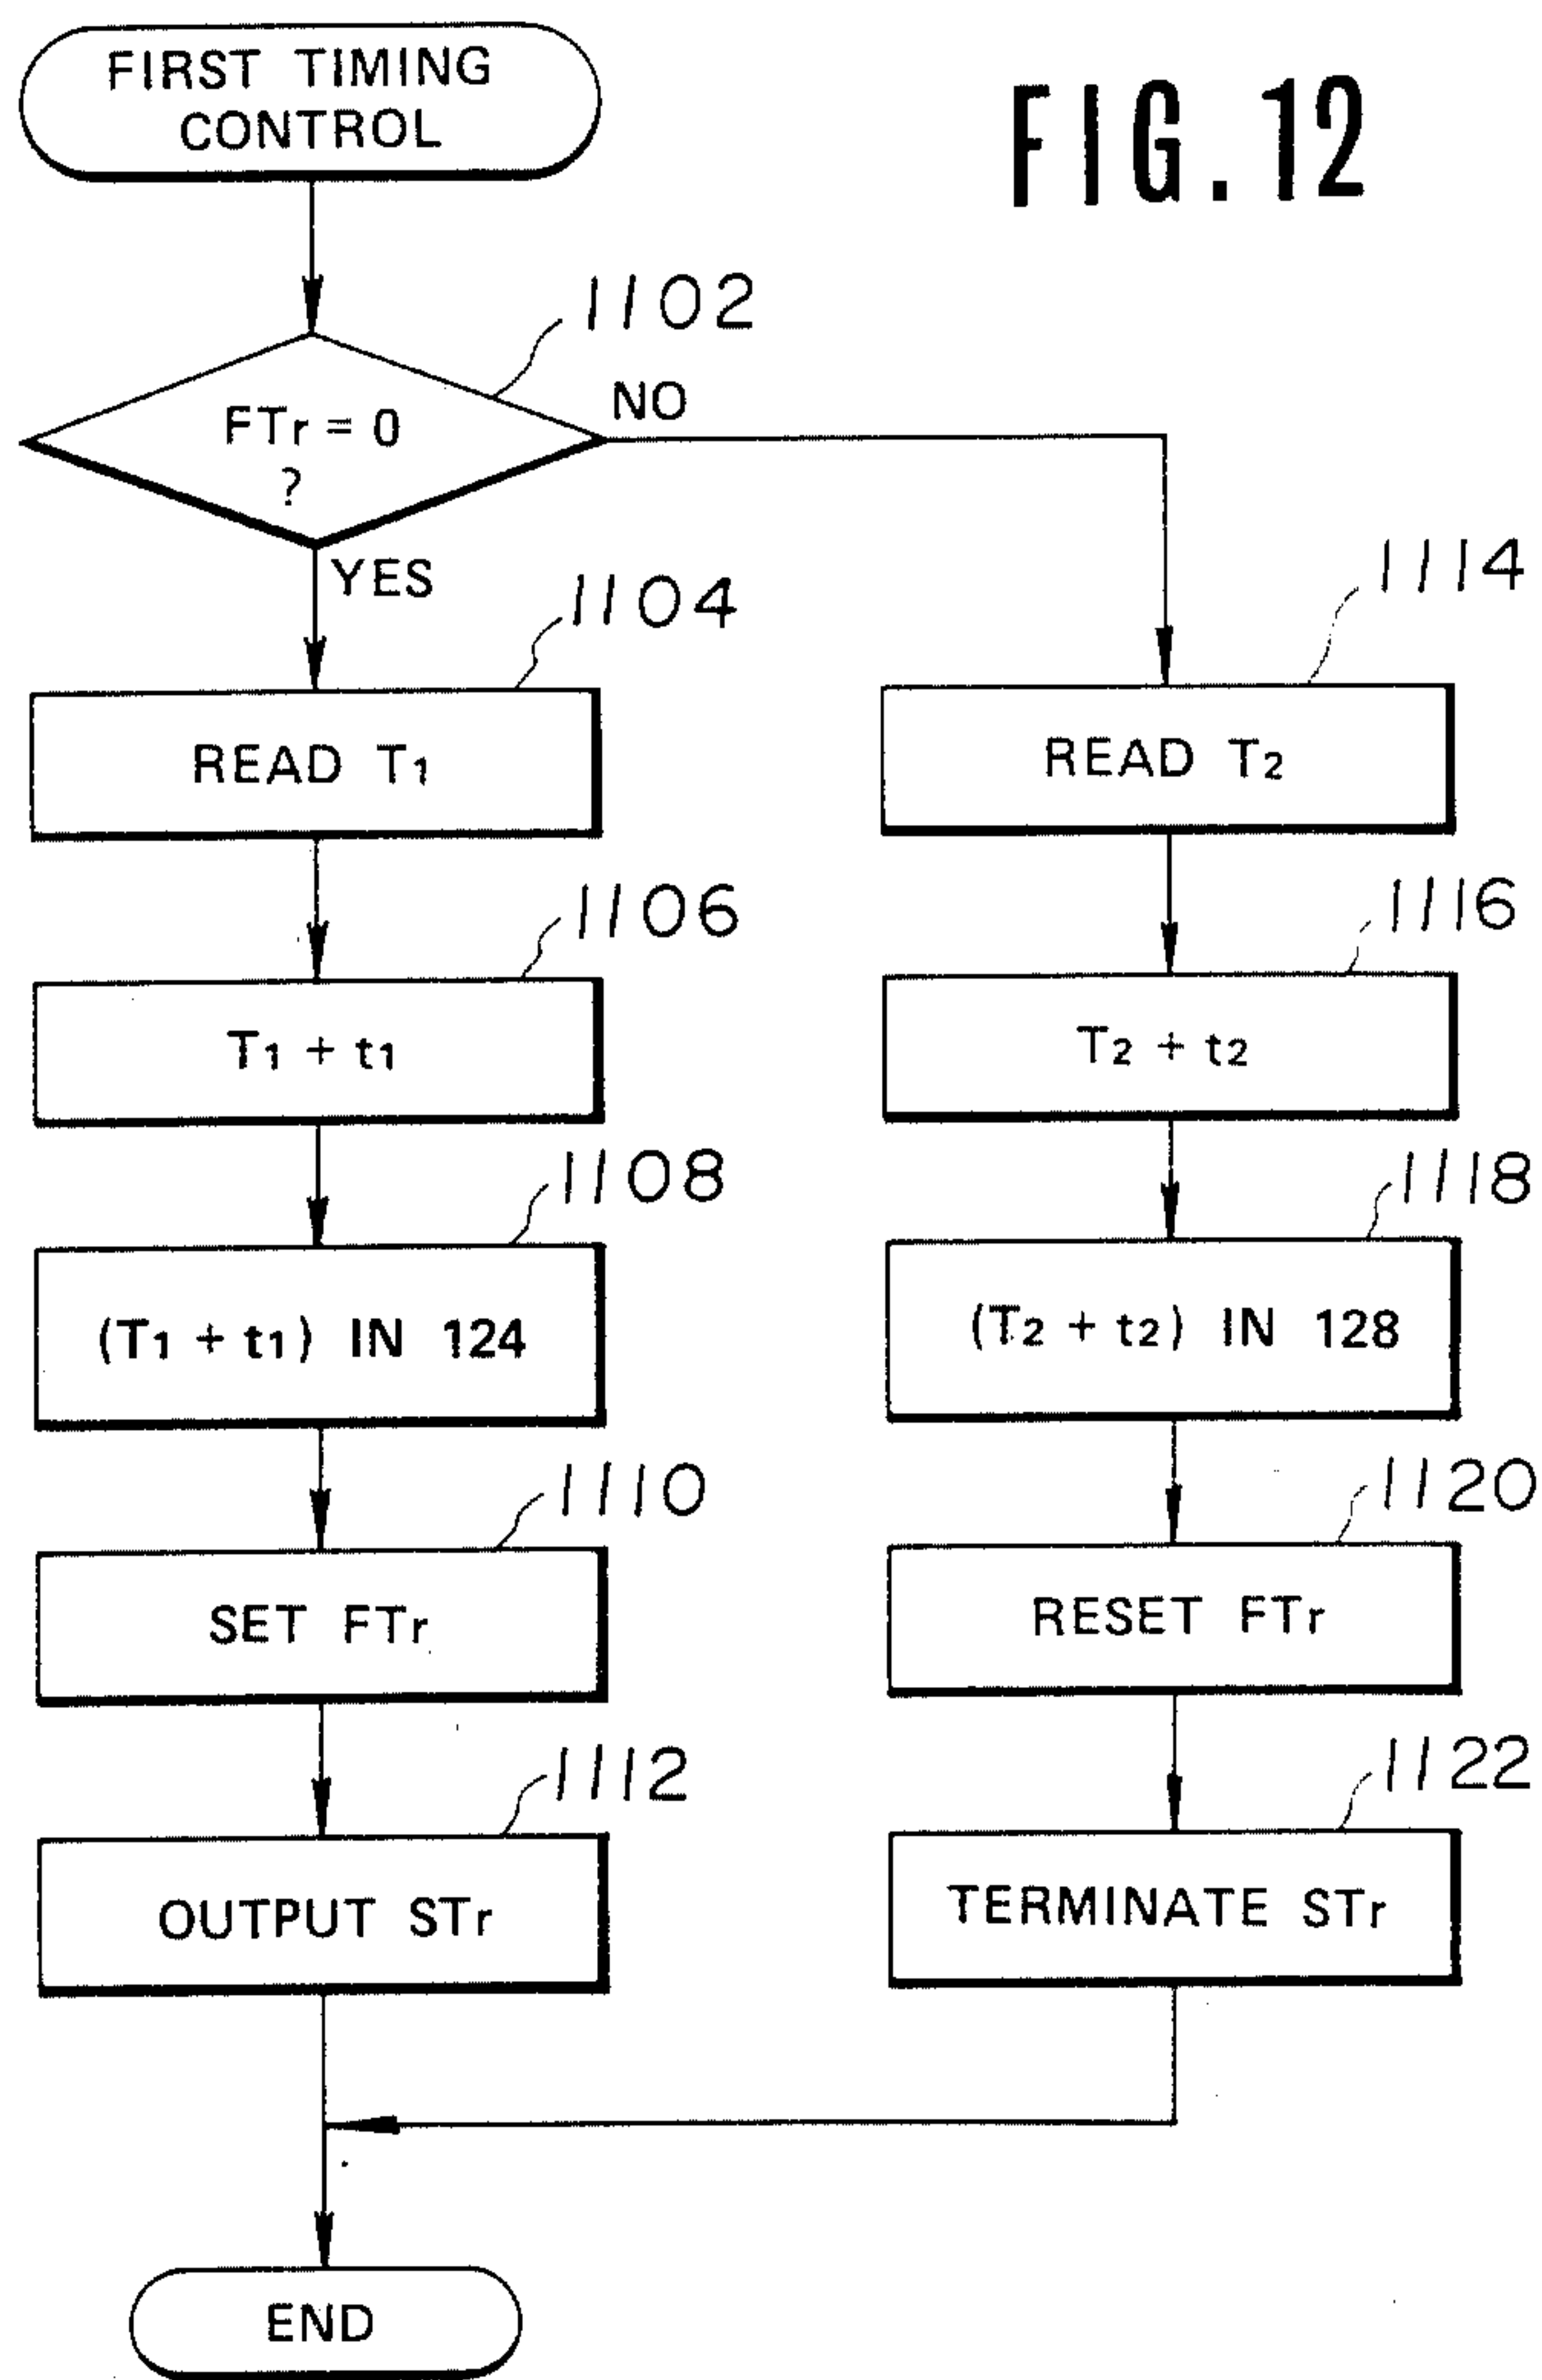 FIRST TIMING
CONTROL
FIG.12
1102
FTr = 0
?
NO
YES
1104
READ T1
1106
T1 + t1
1108
(T1 + t1) IN 124
1110
SET FTr
1112
OUTPUT STr
1114
READ T2
1116
T2 + t2
1118
(T2 + t2) IN 128
1120
RESET FTr
1122
TERMINATE STr
END